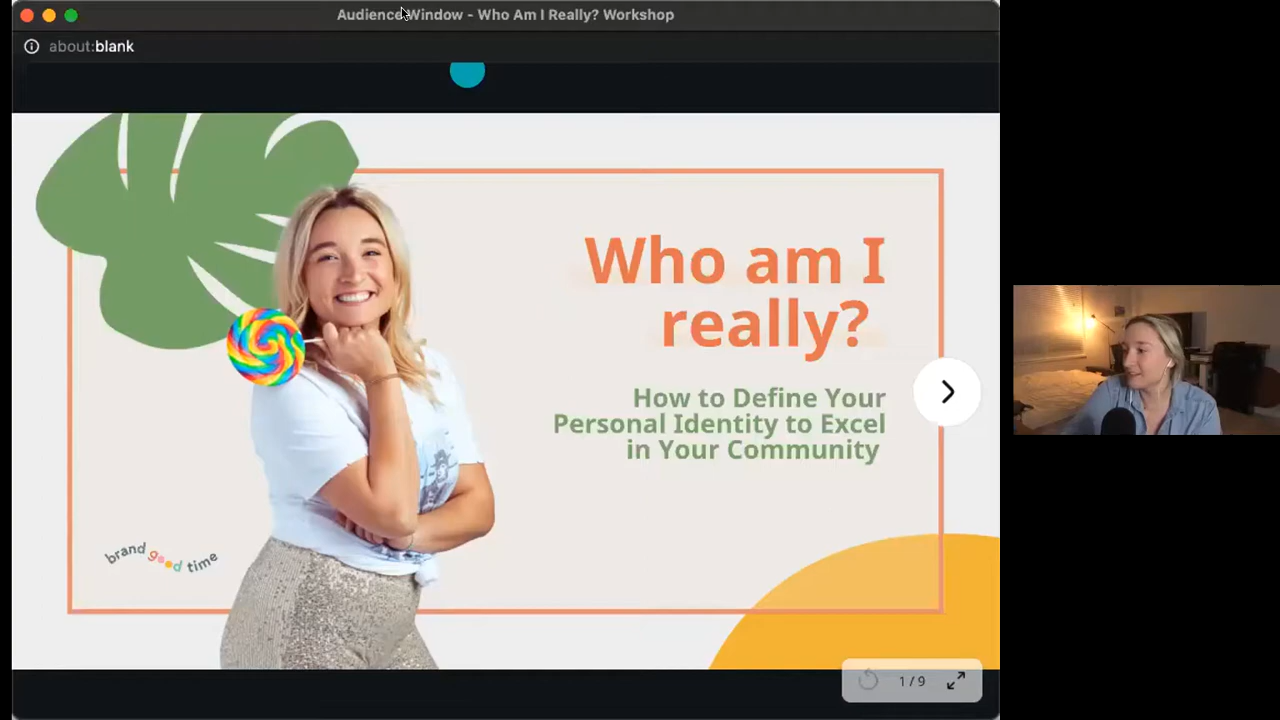 Audience Window - Who Am I Really? Workshop
about:blank
Who am I
really?
How to Define Your
Personal Identity to Excel
in Your Community
brand good time
1 / 9